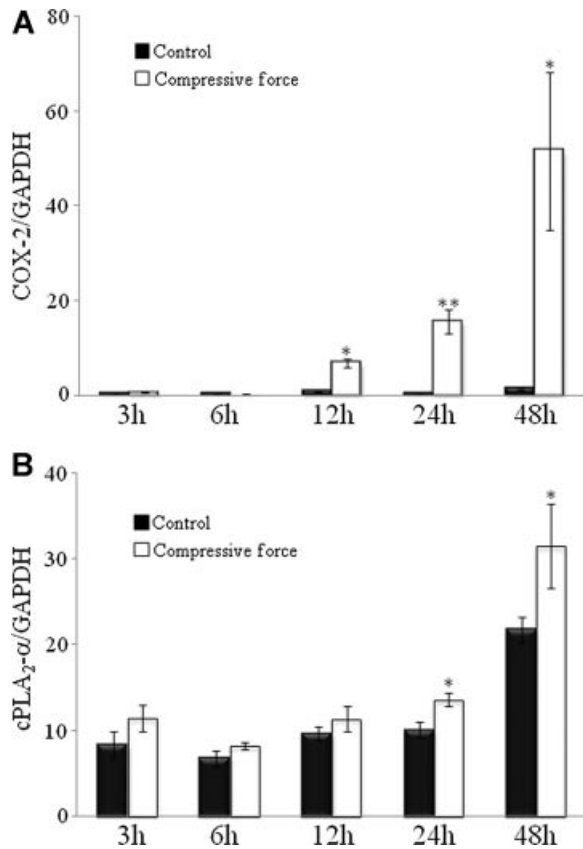 A
COX-2/GAPDH
80
60
40
20
0
Control
Compressive force
*
**
*
3h 6h 12h 24h 48h
B
cPLA₂-α/GAPDH
40
30
20
10
0
Control
Compressive force
*
*
3h 6h 12h 24h 48h